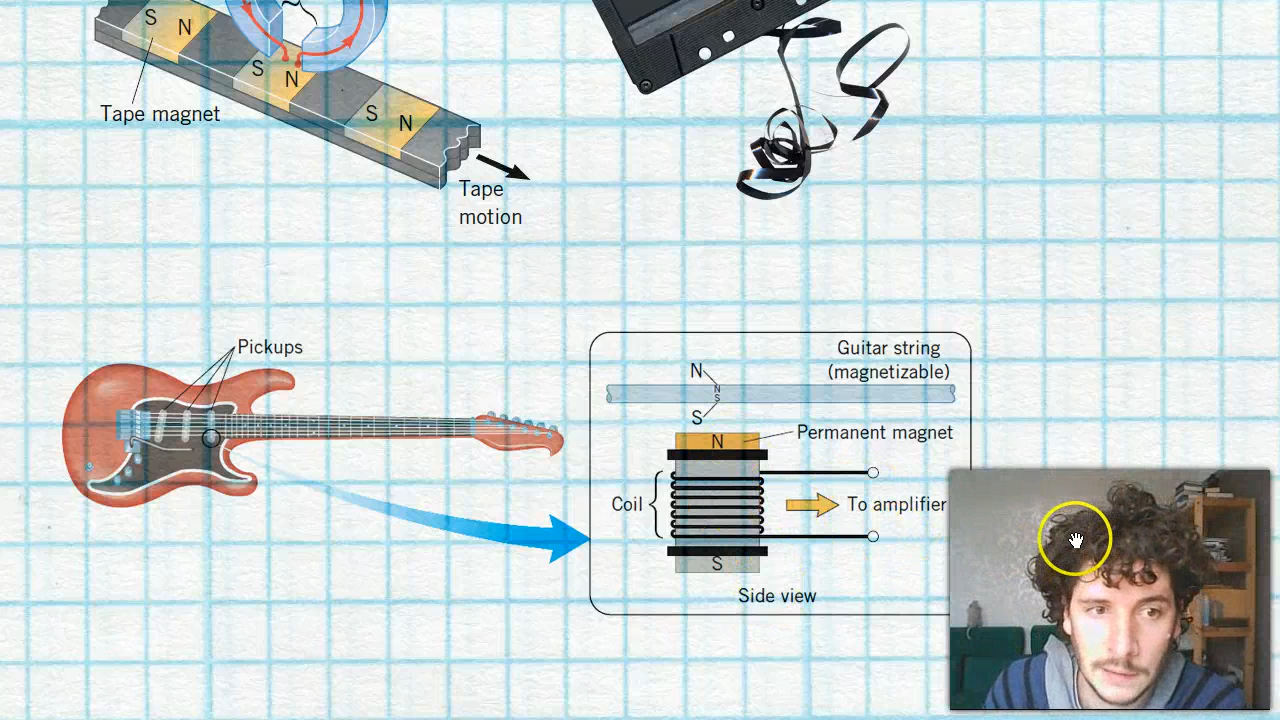 S N
S N
S N
Tape magnet
Tape
motion
Pickups
Guitar string
(magnetizable)
N
N
S
S
Permanent magnet
N
Coil
To amplifier
S
Side view